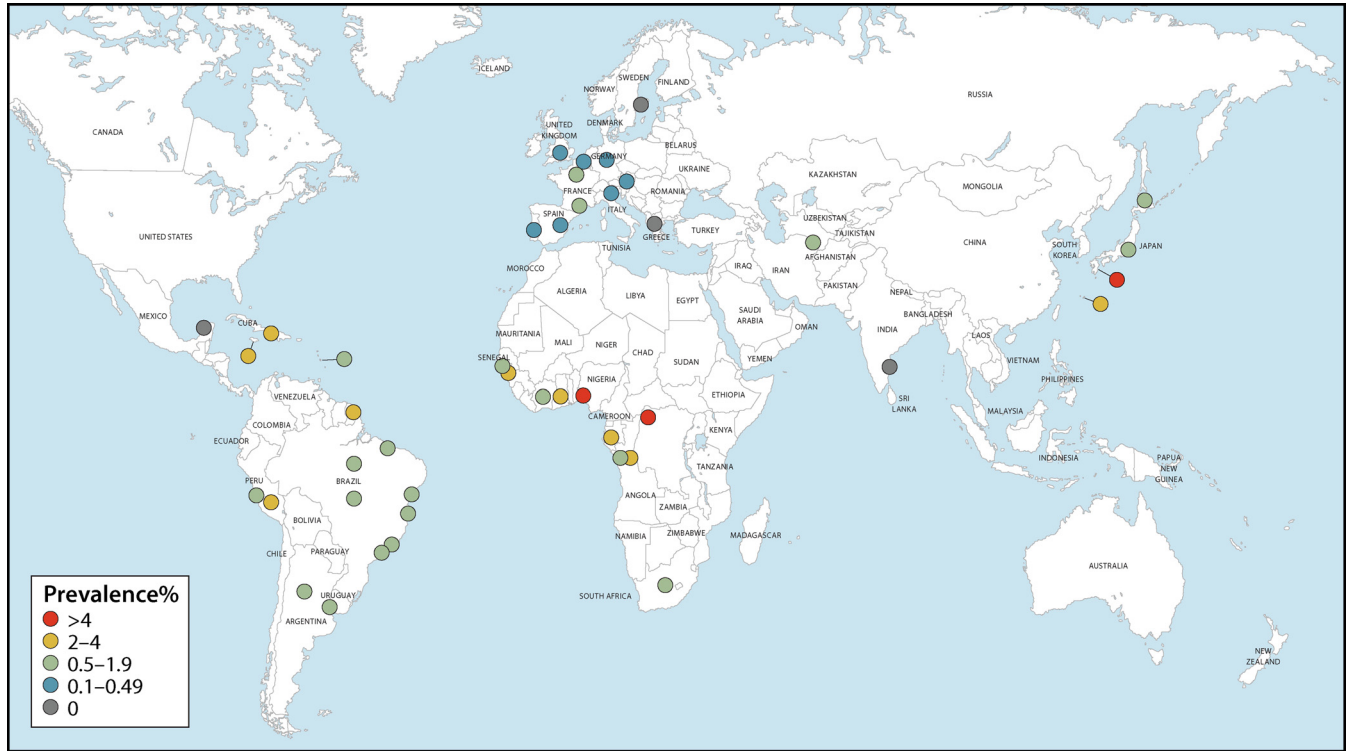 ICELAND
SWEDEN
FINLAND
NORWAY
RUSSIA
CANADA
UNITED
KINGDOM
DENMARK
BELARUS
GERMANY
UKRAINE
KAZAKHSTAN
MONGOLIA
FRANCE
ROMANIA
SPAIN
ITALY
UZBEKISTAN
UNITED STATES
GREECE
TURKEY
TAJIKISTAN
CHINA
SOUTH
KOREA
JAPAN
TUNISIA
AFGHANISTAN
MOROCCO
IRAQ
IRAN
PAKISTAN
NEPAL
ALGERIA
LIBYA
EGYPT
SAUDI
ARABIA
BANGLADESH
MEXICO
CUBA
MAURITANIA
OMAN
INDIA
LAOS
MALI
NIGER
CHAD
SUDAN
YEMEN
VIETNAM
SENEGAL
NIGERIA
PHILIPPINES
VENEZUELA
ETHIOPIA
SRI
LANKA
COLOMBIA
CAMEROON
KENYA
MALAYSIA
ECUADOR
INDONESIA
PAPUA
NEW
GUINEA
TANZANIA
PERU
BRAZIL
ANGOLA
ZAMBIA
BOLIVIA
NAMIBIA
ZIMBABWE
MADAGASCAR
CHILE
PARAGUAY
AUSTRALIA
SOUTH AFRICA
URUGUAY
ARGENTINA
NEW
ZEALAND
Prevalence%
>4
2–4
0.5–1.9
0.1–0.49
0